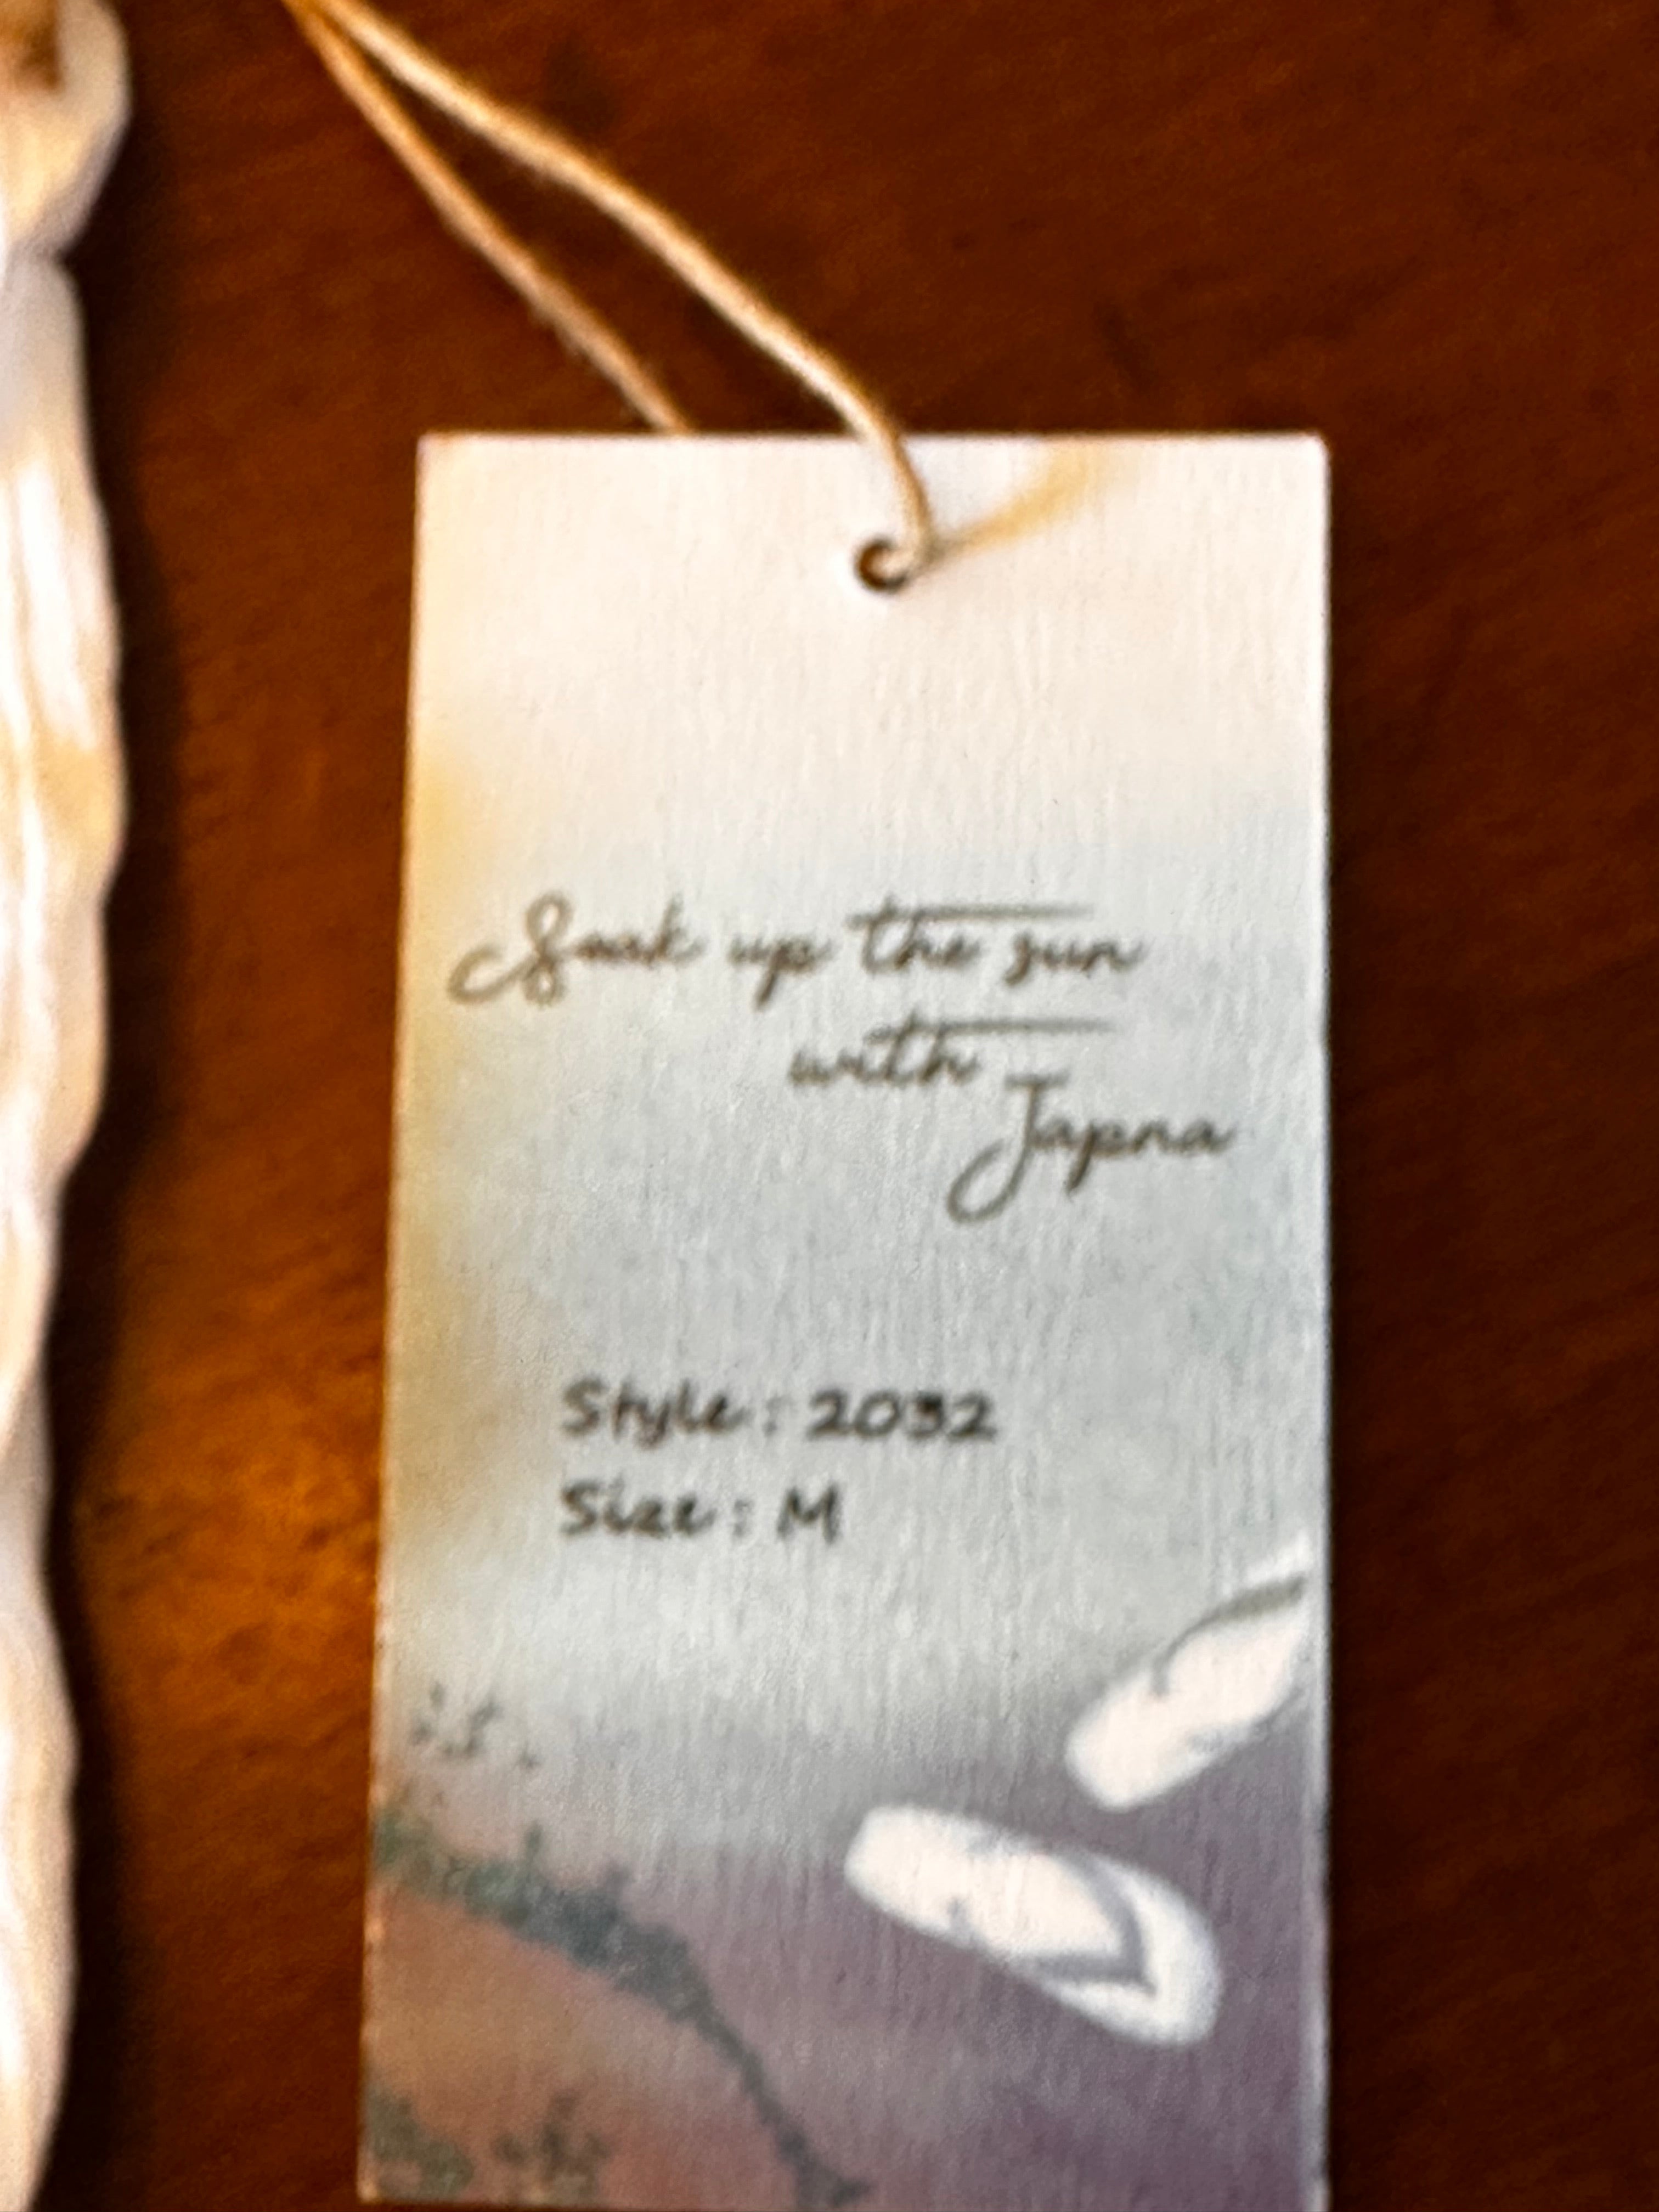 Soak up the sun
with
Japna
Style : 2032
Size : M